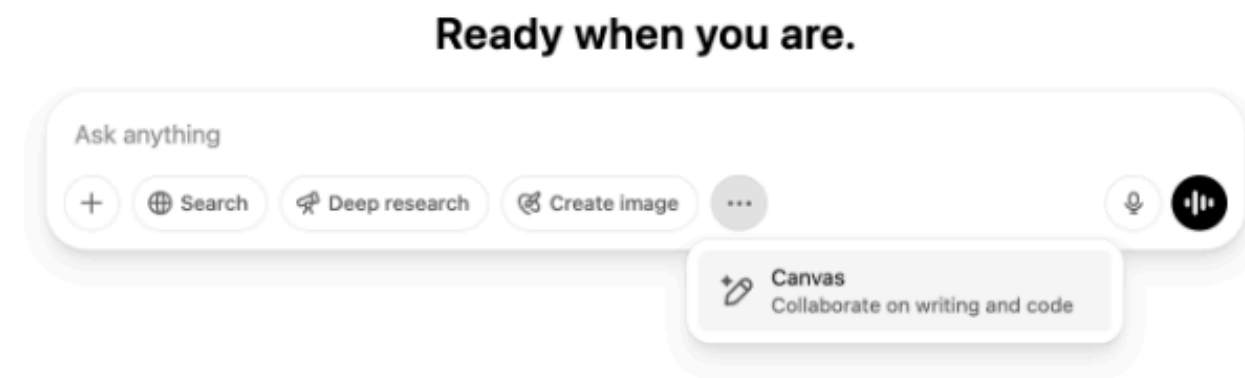 Ready when you are.
Ask anything
Search
Deep research
Create image
Canvas
Collaborate on writing and code